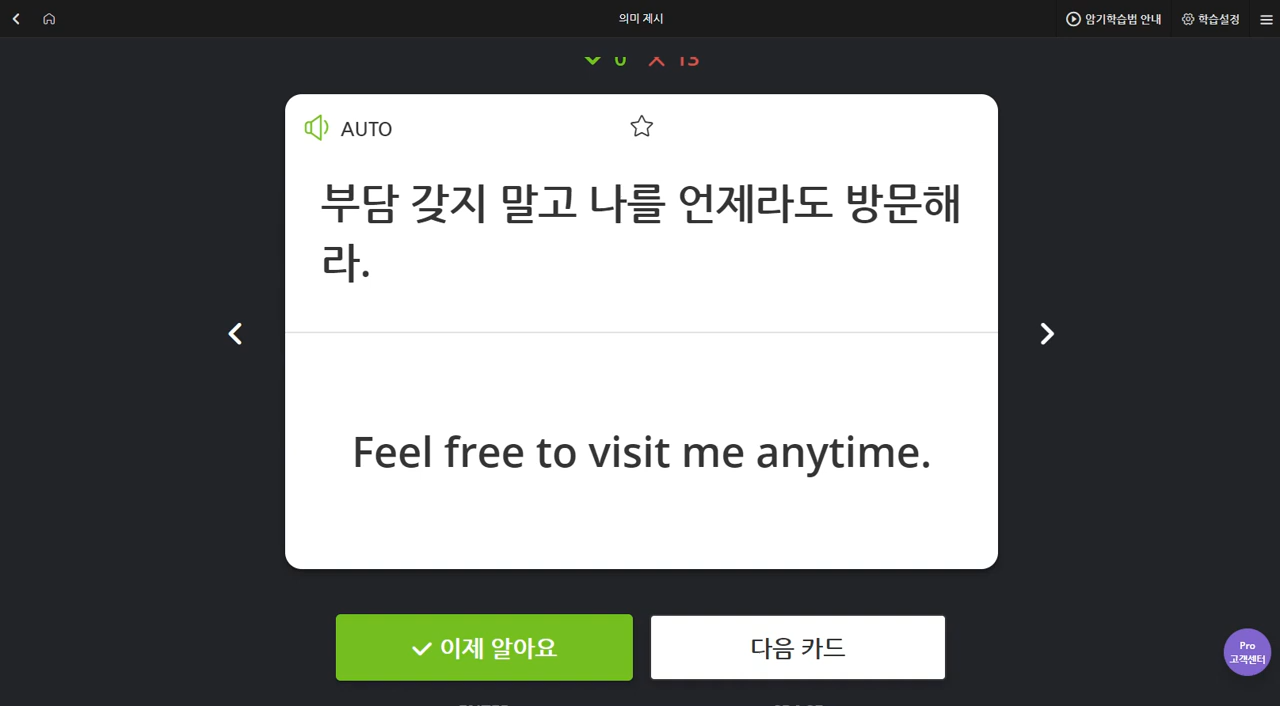 의미 제시
암기학습법 안내
학습설정
AUTO
부담 갖지 말고 나를 언제라도 방문해
라.
Feel free to visit me anytime.
이제 알아요
다음 카드
Pro
고객센터